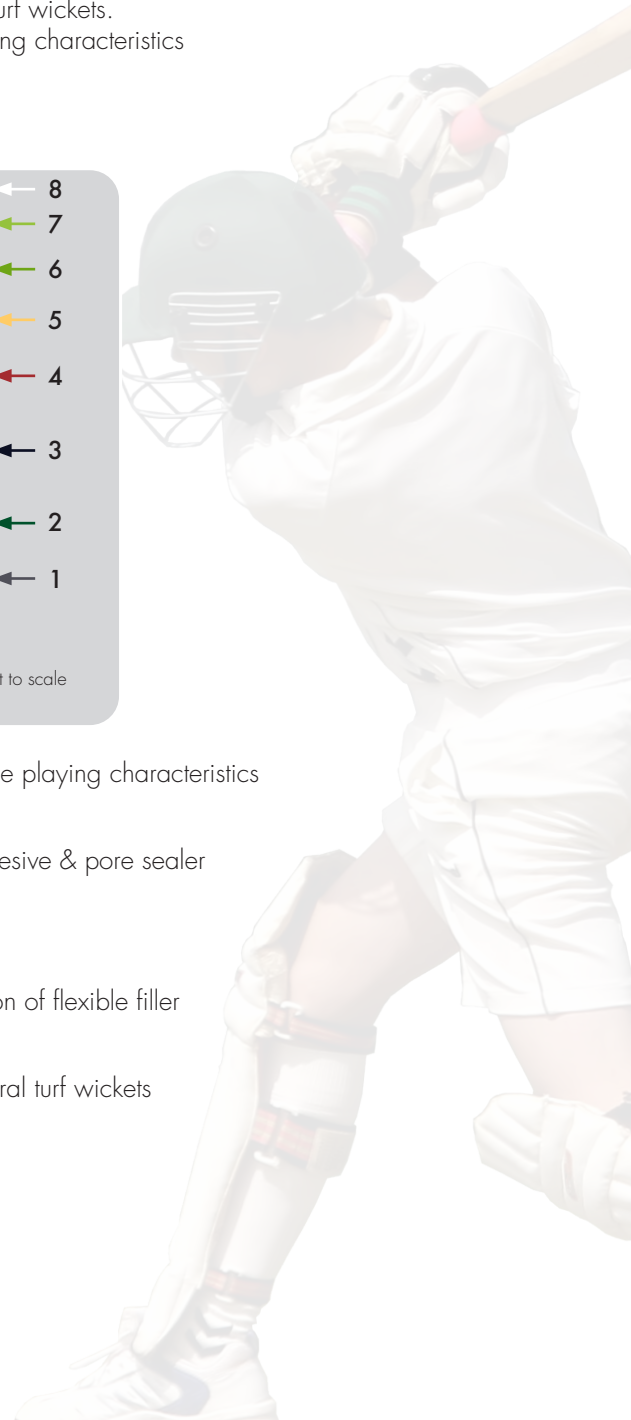 urf wickets.
ng characteristics
8
7
6
5
4
3
2
1
t to scale
e playing characteristics
esive & pore sealer
on of flexible filler
ral turf wickets